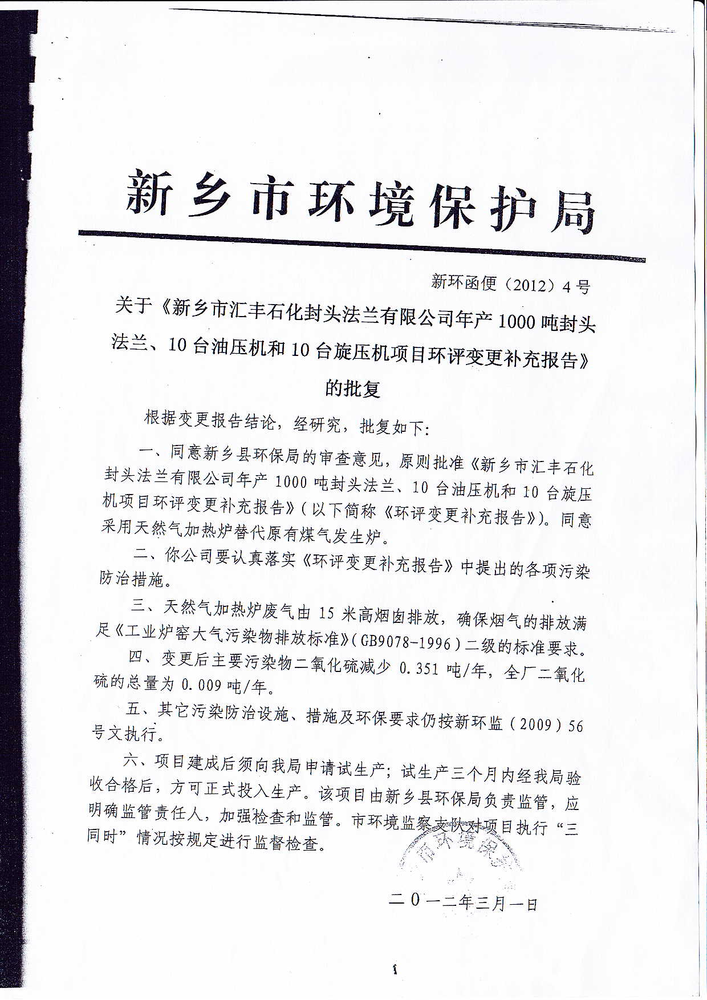 新乡市环境保护局
新环函便（2012）4号
关于《新乡市汇丰石化封头法兰有限公司年产1000吨封头
法兰、10台油压机和10台旋压机项目环评变更补充报告》
的批复
根据变更报告结论，经研究，批复如下：
一、同意新乡县环保局的审查意见，原则批准《新乡市汇丰石化
封头法兰有限公司年产1000吨封头法兰、10台油压机和10台旋压
机项目环评变更补充报告》（以下简称《环评变更补充报告》）。同意
采用天然气加热炉替代原有煤气发生炉。
二、你公司要认真落实《环评变更补充报告》中提出的各项污染
防治措施。
三、天然气加热炉废气由15米高烟囱排放，确保烟气的排放满
足《工业炉窑大气污染物排放标准》（GB9078-1996）二级的标准要求。
四、变更后主要污染物二氧化硫减少0.351吨/年，全厂二氧化
硫的总量为0.009吨/年。
五、其它污染防治设施、措施及环保要求仍按新环监（2009）56
号文执行。
六、项目建成后须向我局申请试生产；试生产三个月内经我局验
收合格后，方可正式投入生产。该项目由新乡县环保局负责监管，应
明确监管责任人，加强检查和监管。市环境监察支队对项目执行“三
同时”情况按规定进行监督检查。
市环境保
二0一二年三月一日
1